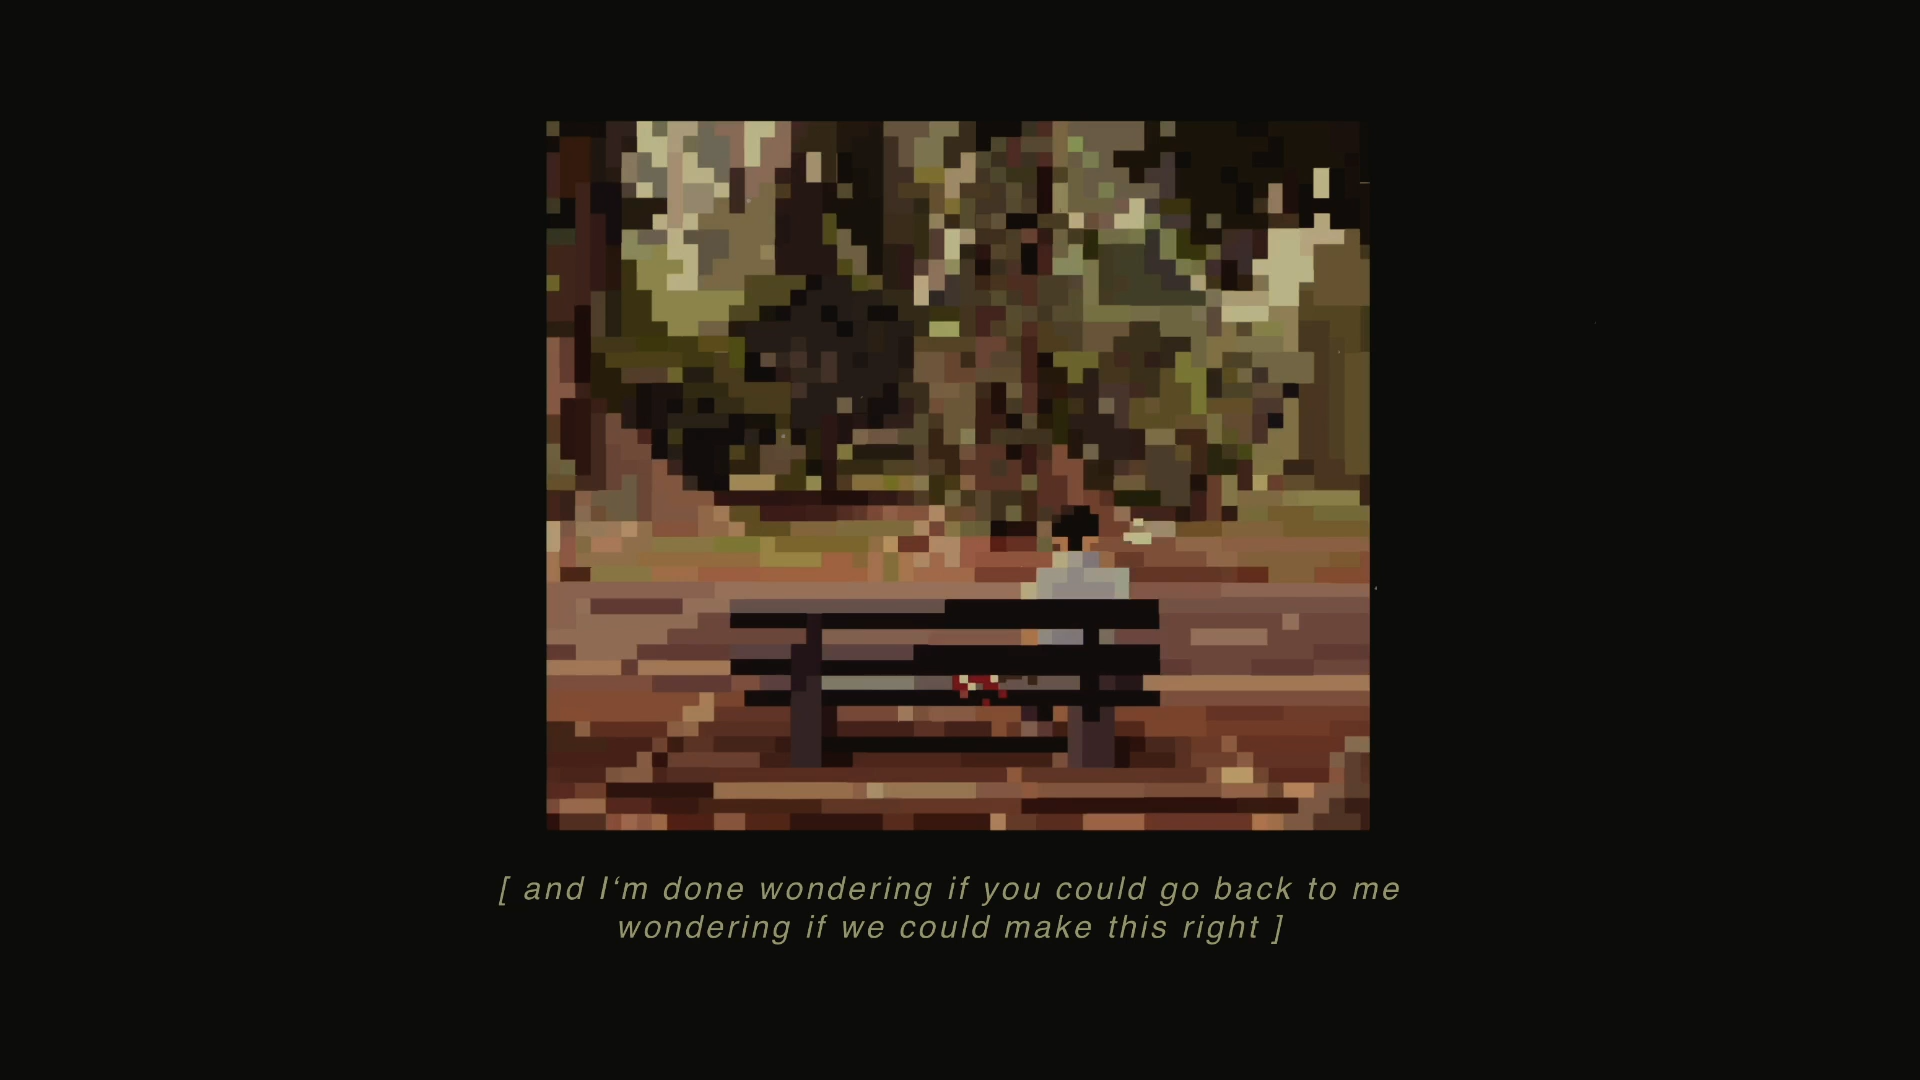 [ and I‘m done wondering if you could go back to me
wondering if we could make this right ]